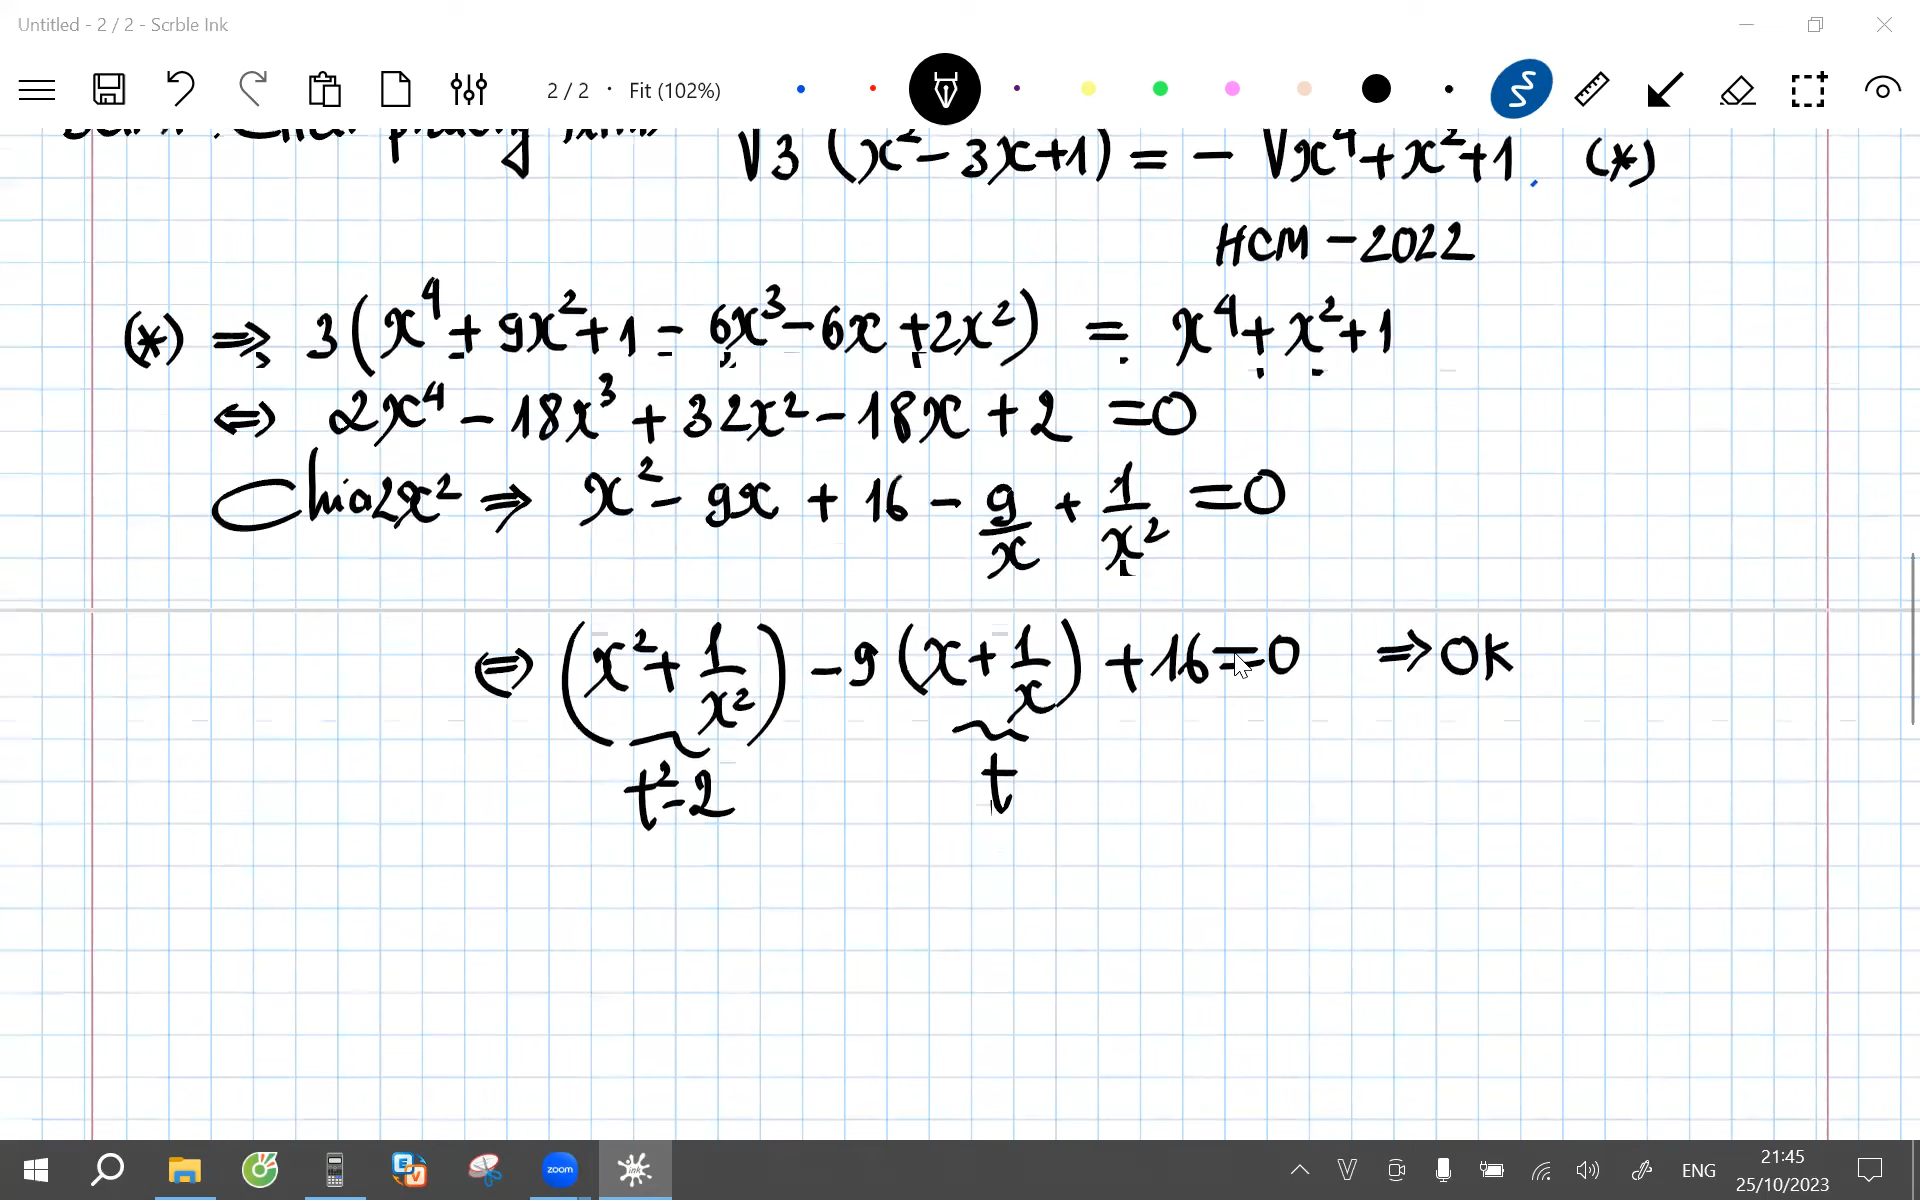 Untitled - 2 / 2 - Scrble Ink
2 / 2 · Fit (102%)
phương
√3 (x² - 3x+1) = - √x⁴+x²+1. (*)
HCM - 2022
(*) ⇒ 3(x⁴ + 9x²+1 - 6x³ - 6x + 2x²) = x⁴ + x² + 1
⇔ 2x⁴ - 18x³ + 32x² - 18x + 2 = 0
Chia 2x² ⇒ x² - 9x + 16 - 9/x + 1/x² = 0
⇔ (x² + 1/x²) - 9(x + 1/x) + 16 = 0 ⇒ OK
t² - 2 t
zoom
ink
ENG
21:45
25/10/2023